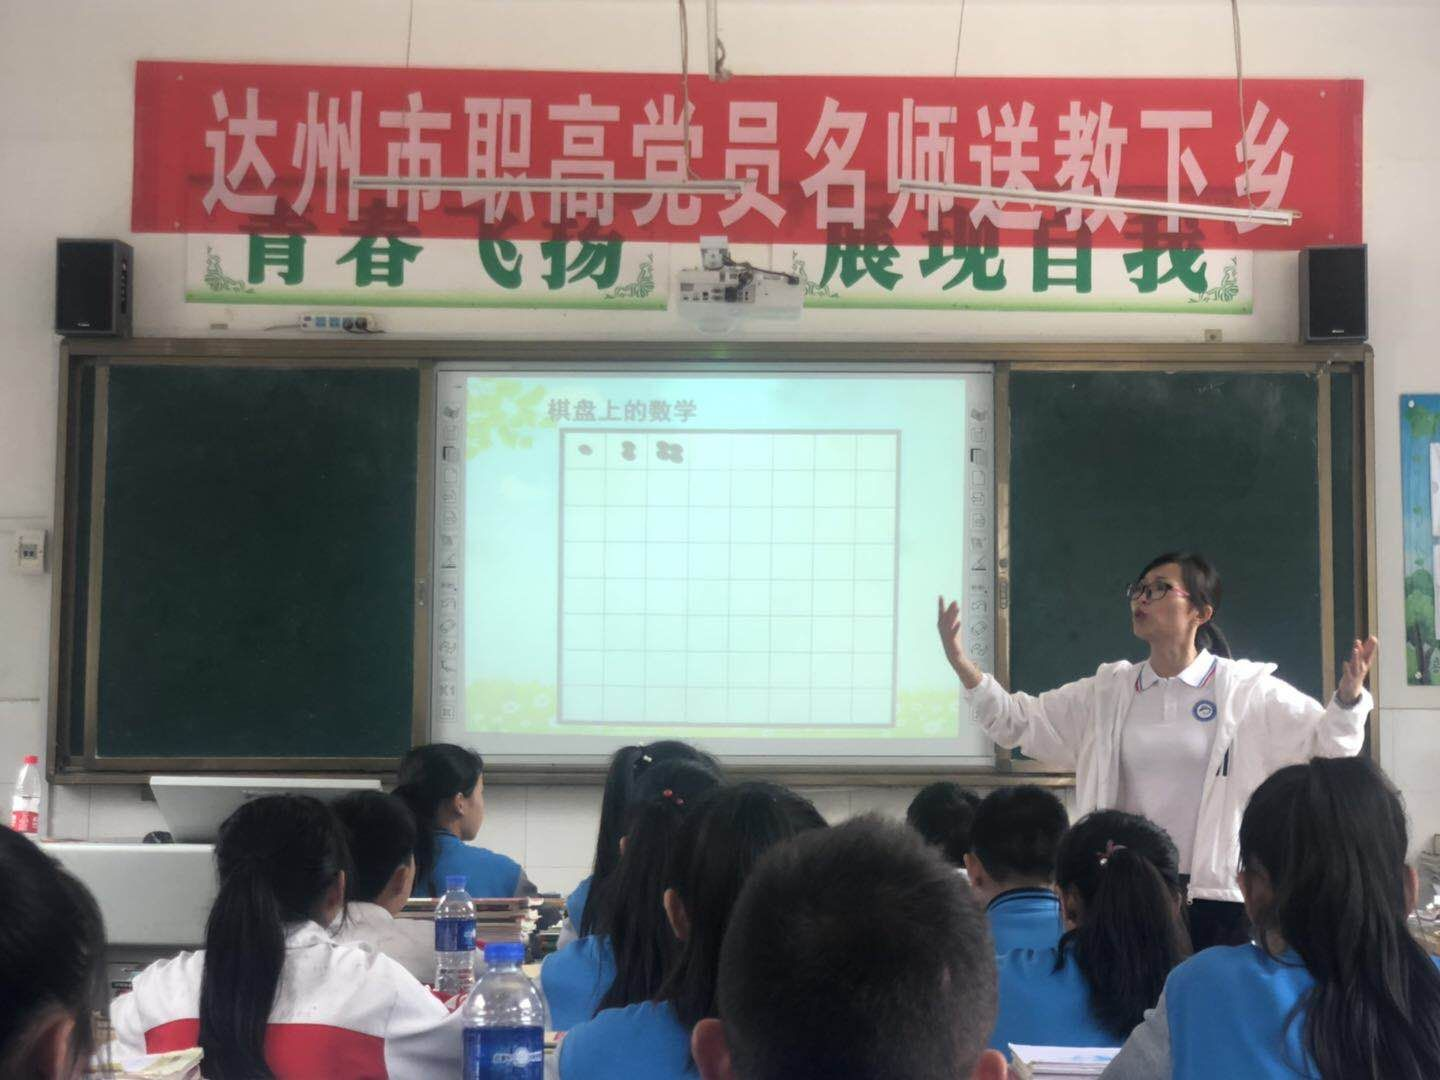 达州市职高党员名师送教下乡
青春飞扬 展现自我
棋盘上的数学